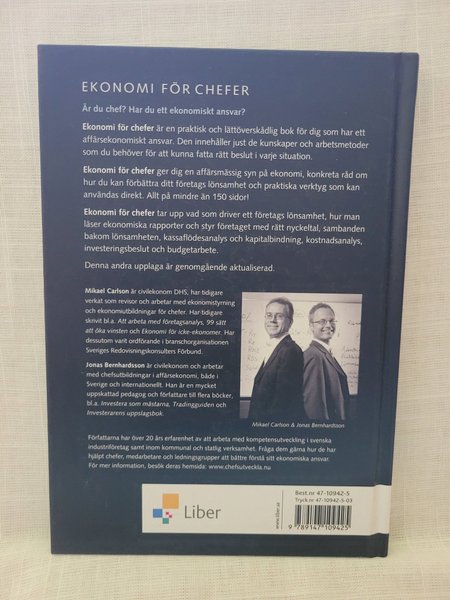 EKONOMI FÖR CHEFER
Är du chef? Har du ett ekonomiskt ansvar?
Ekonomi för chefer är en praktisk och lättöverskådlig bok för dig som har ett
affärsekonomiskt ansvar. Den innehåller just de kunskaper och arbetsmetoder
som du behöver för att kunna fatta rätt beslut i varje situation.
Ekonomi för chefer ger dig en affärsmässig syn på ekonomi, konkreta råd om
hur du kan förbättra ditt företags lönsamhet och praktiska verktyg som kan
användas direkt. Allt på mindre än 150 sidor!
Ekonomi för chefer tar upp vad som driver ett företags lönsamhet, hur man
läser ekonomiska rapporter och styr företaget med rätt nyckeltal, sambanden
bakom lönsamheten, kassaflödesanalys och kapitalbindning, kostnadsanalys,
investeringsbeslut och budgetarbete.
Denna andra upplaga är genomgående aktualiserad.
Mikael Carlson är civilekonom DHS, har tidigare
verkat som revisor och arbetar med ekonomistyrning
och ekonomiutbildningar för chefer. Har tidigare
skrivit bl.a. Att arbeta med företagsanalys, 99 sätt
att öka vinsten och Ekonomi för icke-ekonomer. Har
dessutom varit ordförande i branschorganisationen
Sveriges Redovisningskonsulters Förbund.
Jonas Bernhardsson är civilekonom och arbetar
med chefsutbildningar i affärsekonomi, både i
Sverige och internationellt. Han är en mycket
uppskattad pedagog och författare till flera böcker,
bl.a. Investera som mästarna, Tradingguiden och
Investerarens uppslagsbok.
Mikael Carlson & Jonas Bernhardsson
Författarna har över 20 års erfarenhet av att arbeta med kompetensutveckling i svenska
industriföretag samt inom kommunal och statlig verksamhet. Fråga dem gärna hur de har
hjälpt chefer, medarbetare och ledningsgrupper att bättre förstå sitt ekonomiska ansvar.
För mer information, besök deras hemsida: www.chefsutveckla.nu
Liber
www.liber.se
Best.nr 47-10942-5
Tryck.nr 47-10942-5-03
9 789147 109425